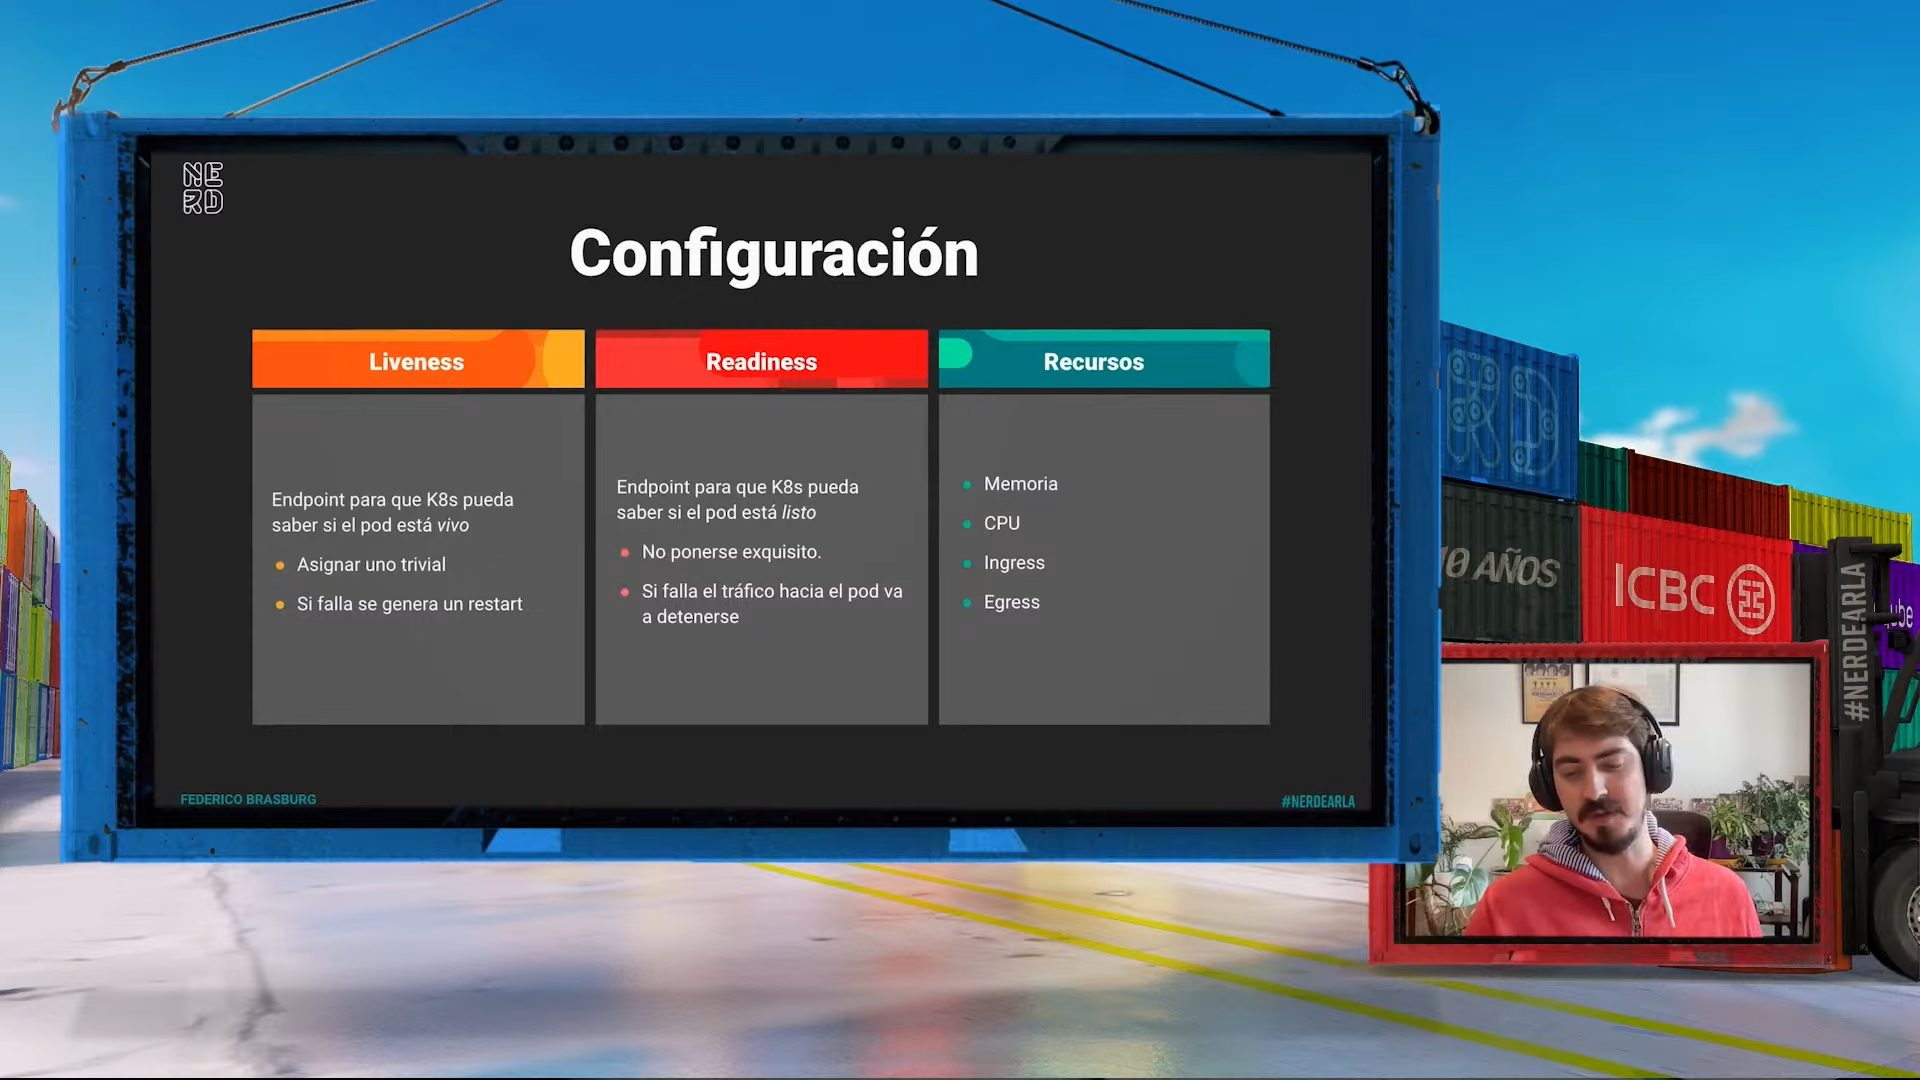 NE
RD
Configuración
Liveness
Endpoint para que K8s pueda
saber si el pod está vivo
Asignar uno trivial
Si falla se genera un restart
Readiness
Endpoint para que K8s pueda
saber si el pod está listo
No ponerse exquisito.
Si falla el tráfico hacia el pod va
a detenerse
Recursos
Memoria
CPU
Ingress
Egress
FEDERICO BRASBURG
#NERDEARLA
RD
10 AÑOS
ICBC
#NERDEARLA